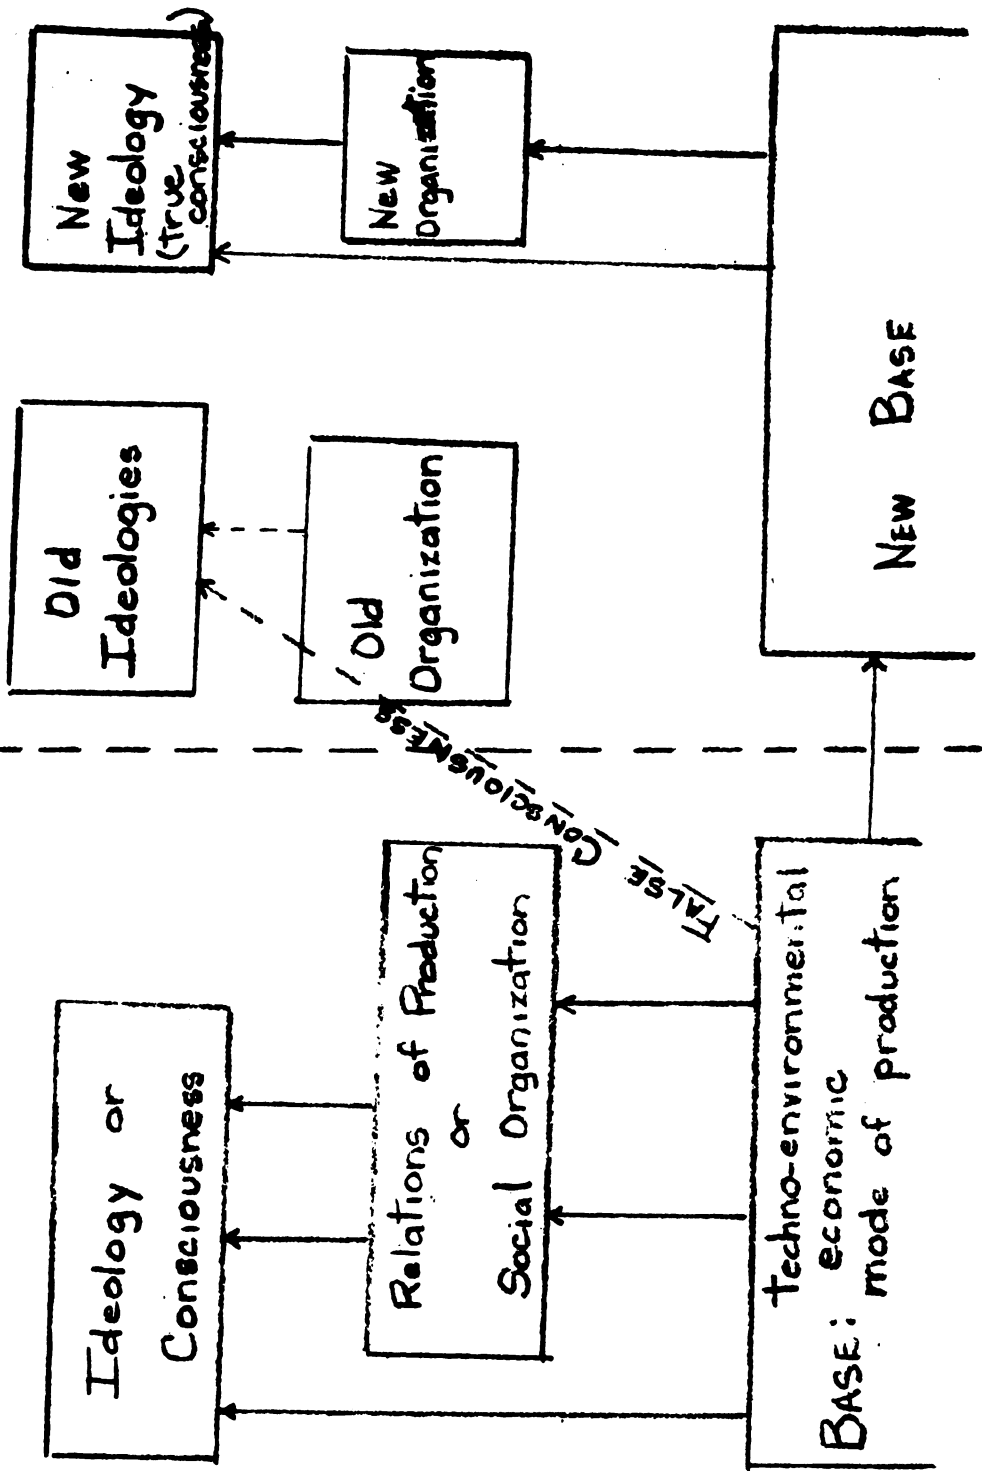 Ideology or
Consciousness
Relations of Production
or
Social Organization
techno-environmental
BASE: economic
mode of production
FALSE CONSCIOUSNESS
Old
Ideologies
Old
Organization
New
Ideology
(true
consciousness)
New
Organization
NEW BASE